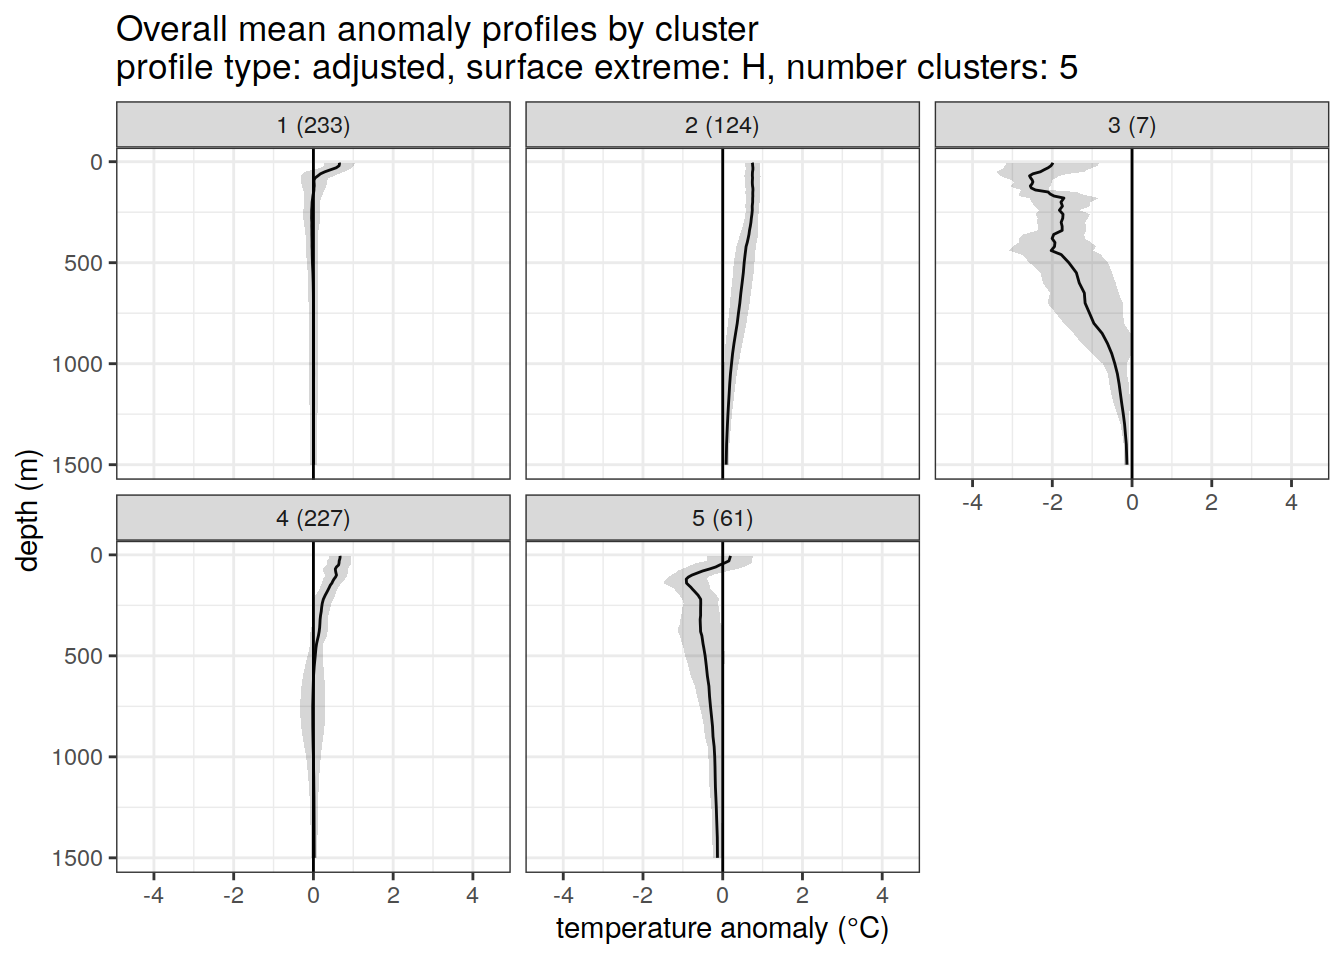 Overall mean anomaly profiles by cluster
profile type: adjusted, surface extreme: H, number clusters: 5
1 (233)
2 (124)
3 (7)
0
500
1000
1500
-4 -2 0 2 4
4 (227)
5 (61)
0
500
1000
1500
-4 -2 0 2 4
-4 -2 0 2 4
depth (m)
temperature anomaly (°C)